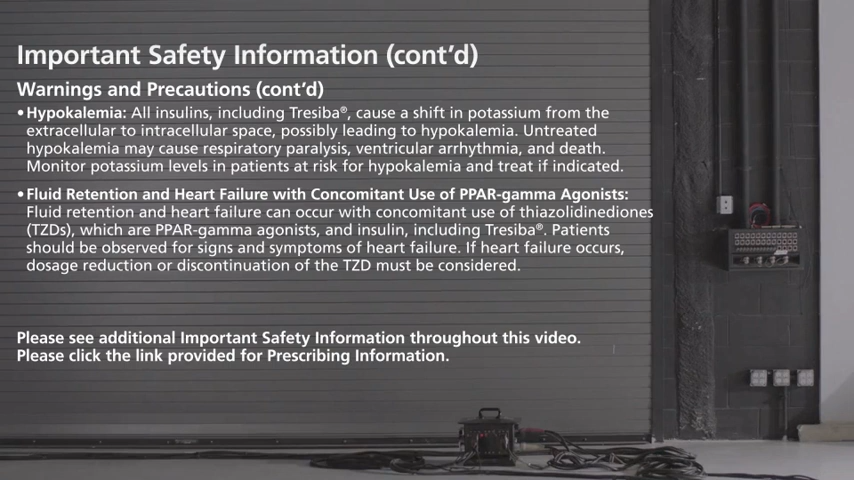 Important Safety Information (cont'd)
Warnings and Precautions (cont'd)
• Hypokalemia: All insulins, including Tresiba®, cause a shift in potassium from the
extracellular to intracellular space, possibly leading to hypokalemia. Untreated
hypokalemia may cause respiratory paralysis, ventricular arrhythmia, and death.
Monitor potassium levels in patients at risk for hypokalemia and treat if indicated.
• Fluid Retention and Heart Failure with Concomitant Use of PPAR-gamma Agonists:
Fluid retention and heart failure can occur with concomitant use of thiazolidinediones
(TZDs), which are PPAR-gamma agonists, and insulin, including Tresiba®. Patients
should be observed for signs and symptoms of heart failure. If heart failure occurs,
dosage reduction or discontinuation of the TZD must be considered.
Please see additional Important Safety Information throughout this video.
Please click the link provided for Prescribing Information.